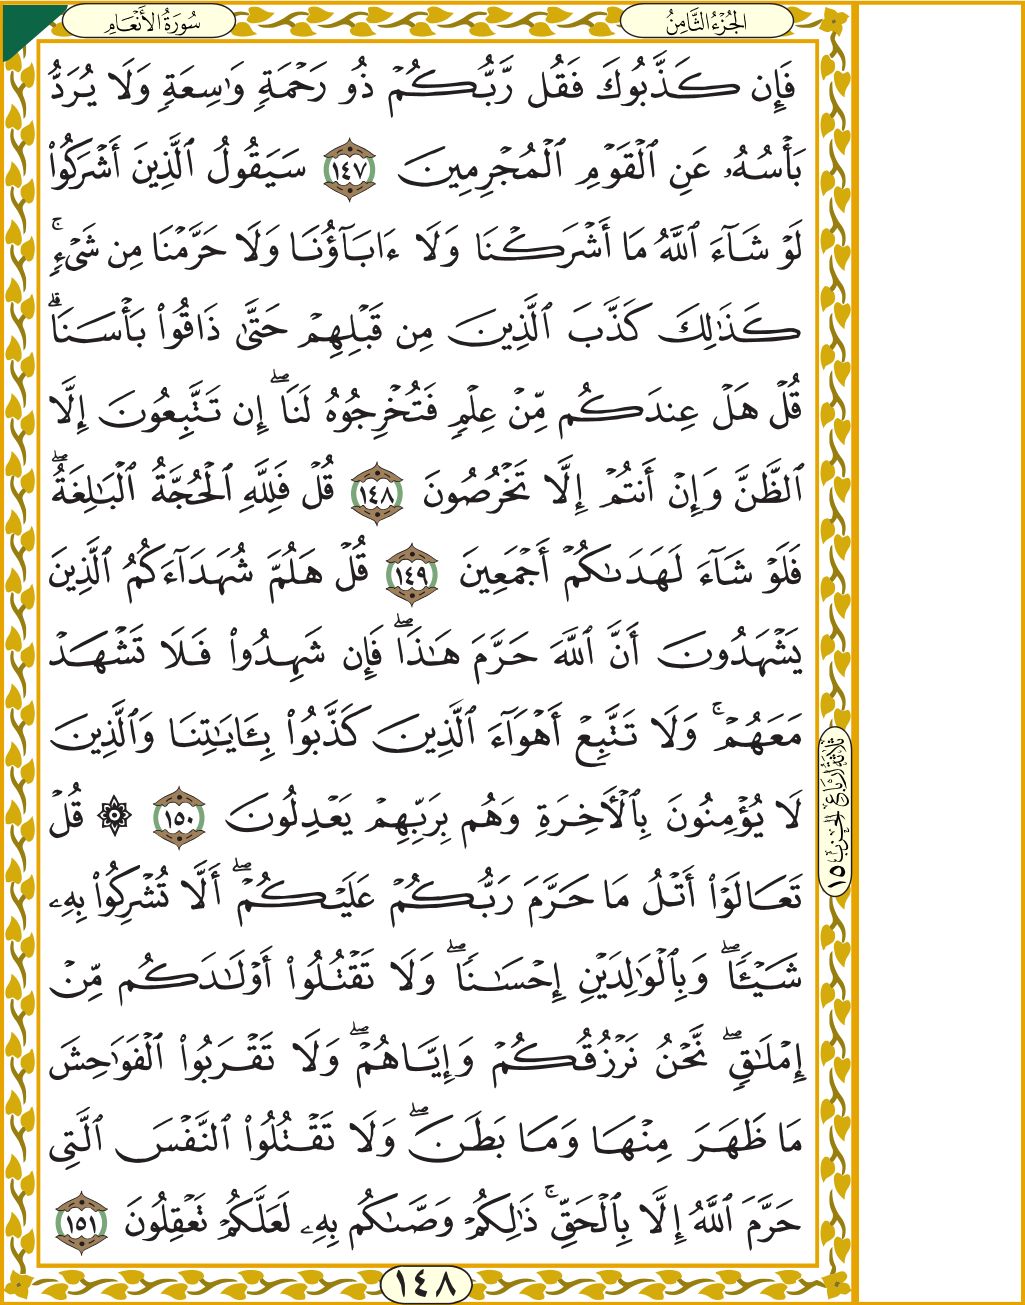 الجُزْءُ الثَّامِنُ
سُورَةُ الأَنْعَامِ
فَإِن كَذَّبُوكَ فَقُل رَّبُّكُمْ ذُو رَحْمَةٍ وَٰسِعَةٍ وَلَا يُرَدُّ
بَأْسُهُۥ عَنِ ٱلْقَوْمِ ٱلْمُجْرِمِينَ ١٤٧ سَيَقُولُ ٱلَّذِينَ أَشْرَكُوا۟
لَوْ شَآءَ ٱللَّهُ مَآ أَشْرَكْنَا وَلَآ ءَابَآؤُنَا وَلَا حَرَّمْنَا مِن شَىْءٍۚ
كَذَٰلِكَ كَذَّبَ ٱلَّذِينَ مِن قَبْلِهِمْ حَتَّىٰ ذَاقُوا۟ بَأْسَنَاۗ
قُلْ هَلْ عِندَكُم مِّنْ عِلْمٍ فَتُخْرِجُوهُ لَنَآۖ إِن تَتَّبِعُونَ إِلَّا
ٱلظَّنَّ وَإِنْ أَنتُمْ إِلَّا تَخْرُصُونَ ١٤٨ قُلْ فَلِلَّهِ ٱلْحُجَّةُ ٱلْبَٰلِغَةُۖ
فَلَوْ شَآءَ لَهَدَىٰكُمْ أَجْمَعِينَ ١٤٩ قُلْ هَلُمَّ شُهَدَآءَكُمُ ٱلَّذِينَ
يَشْهَدُونَ أَنَّ ٱللَّهَ حَرَّمَ هَٰذَاۖ فَإِن شَهِدُوا۟ فَلَا تَشْهَدْ
مَعَهُمْۚ وَلَا تَتَّبِعْ أَهْوَآءَ ٱلَّذِينَ كَذَّبُوا۟ بِـَٔايَٰتِنَا وَٱلَّذِينَ
لَا يُؤْمِنُونَ بِٱلْـَٔاخِرَةِ وَهُم بِرَبِّهِمْ يَعْدِلُونَ ١٥٠ ۞ قُلْ
تَعَالَوْا۟ أَتْلُ مَا حَرَّمَ رَبُّكُمْ عَلَيْكُمْۖ أَلَّا تُشْرِكُوا۟ بِهِۦ
شَيْـًٔاۖ وَبِٱلْوَٰلِدَيْنِ إِحْسَٰنًاۖ وَلَا تَقْتُلُوٓا۟ أَوْلَٰدَكُم مِّنْ
إِمْلَٰقٍۖ نَّحْنُ نَرْزُقُكُمْ وَإِيَّاهُمْۖ وَلَا تَقْرَبُوا۟ ٱلْفَوَٰحِشَ
مَا ظَهَرَ مِنْهَا وَمَا بَطَنَۖ وَلَا تَقْتُلُوا۟ ٱلنَّفْسَ ٱلَّتِى
حَرَّمَ ٱللَّهُ إِلَّا بِٱلْحَقِّۚ ذَٰلِكُمْ وَصَّىٰكُم بِهِۦ لَعَلَّكُمْ تَعْقِلُونَ ١٥١
ثَلَاثَةُ أَرْبَاعِ الحِزْبِ ١٥
١٤٨